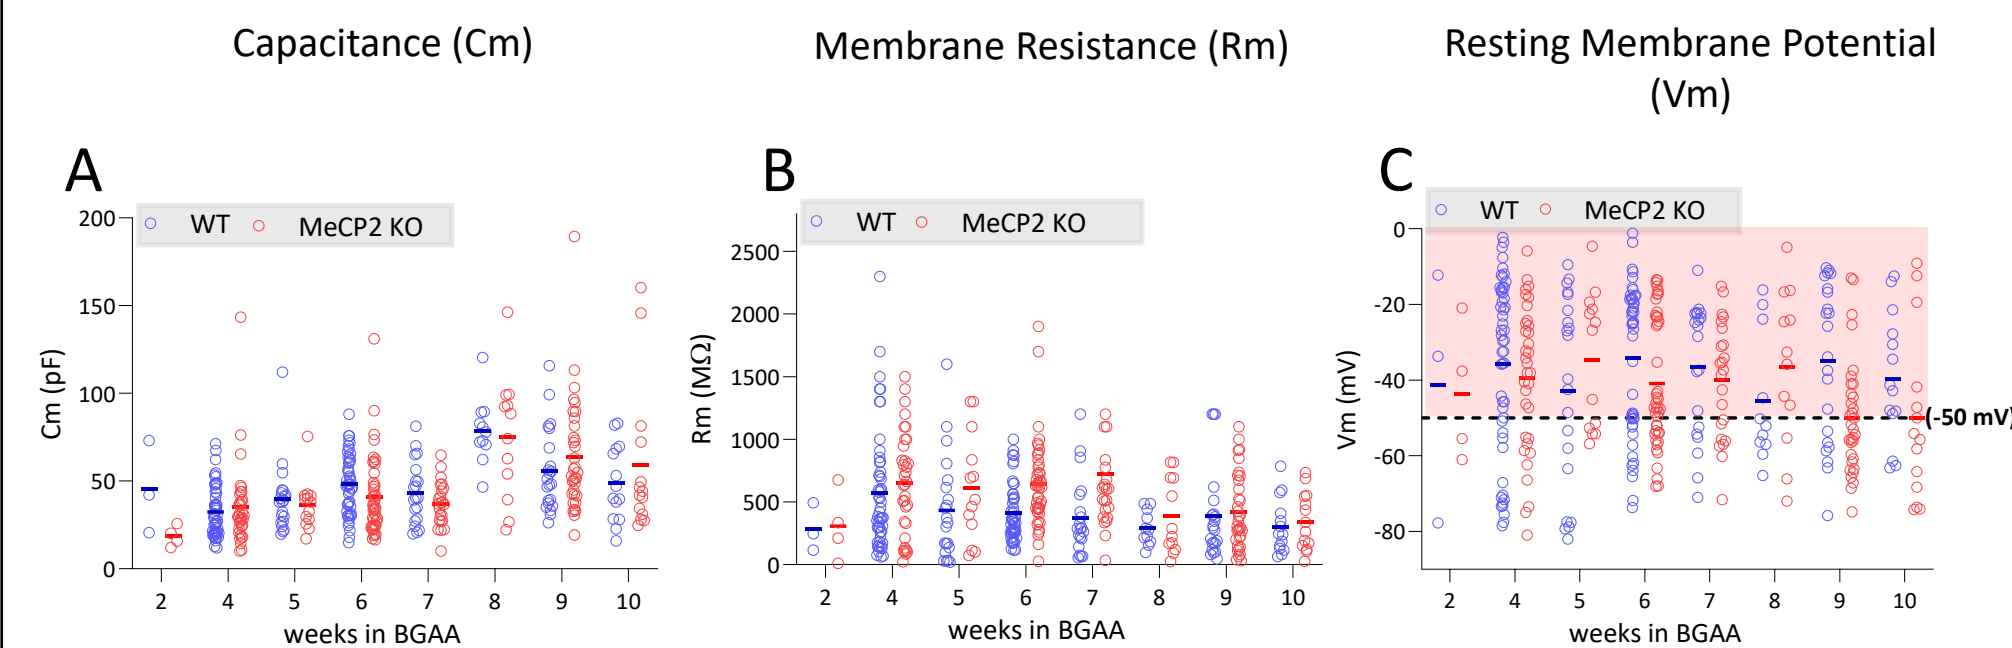 Capacitance (Cm)
Membrane Resistance (Rm)
Resting Membrane Potential
(Vm)
A
B
C
WT MeCP2 KO
200
150
100
50
0
Cm (pF)
2 4 5 6 7 8 9 10
weeks in BGAA
WT MeCP2 KO
2500
2000
1500
1000
500
0
Rm (MΩ)
2 4 5 6 7 8 9 10
weeks in BGAA
WT MeCP2 KO
0
-20
-40
-60
-80
Vm (mV)
(-50 mV)
2 4 5 6 7 8 9 10
weeks in BGAA